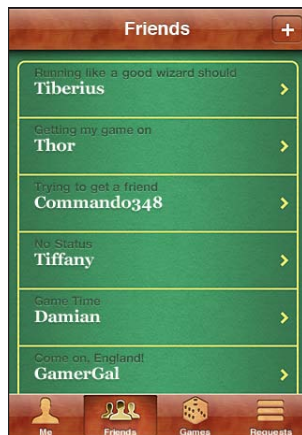 Friends
+
Running like a good wizard should
Tiberius
Getting my game on
Thor
Trying to get a friend
Commando348
No Status
Tiffany
Game Time
Damian
Come on, England!
GamerGal
Me Friends Games Requests